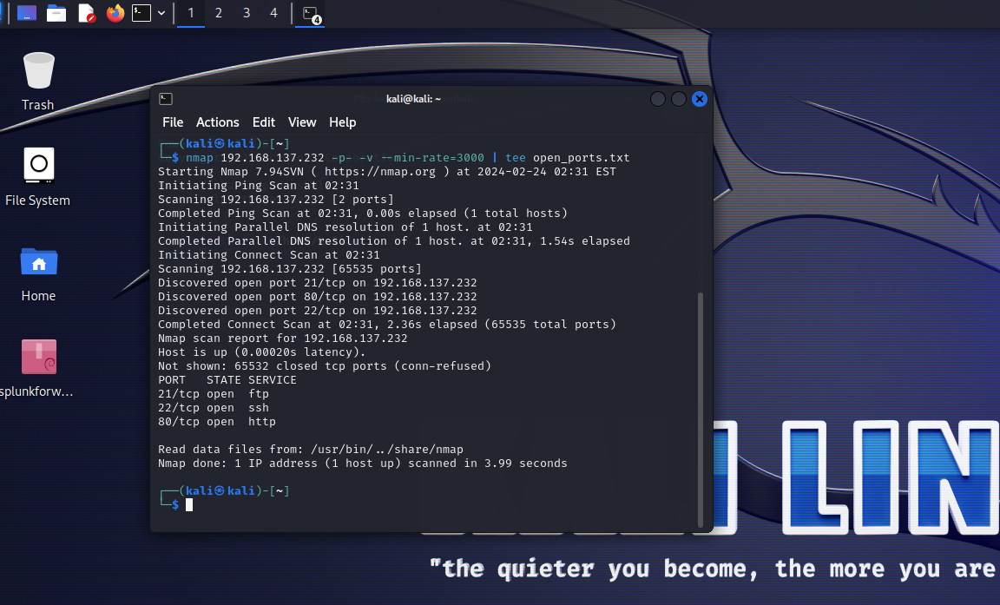 1 2 3 4 4
Trash
File System
Home
splunkforw...
kali@kali: ~
File Actions Edit View Help
┌──(kali㉿kali)-[~]
└─$ nmap 192.168.137.232 -p- -v --min-rate=3000 | tee open_ports.txt
Starting Nmap 7.94SVN ( https://nmap.org ) at 2024-02-24 02:31 EST
Initiating Ping Scan at 02:31
Scanning 192.168.137.232 [2 ports]
Completed Ping Scan at 02:31, 0.00s elapsed (1 total hosts)
Initiating Parallel DNS resolution of 1 host. at 02:31
Completed Parallel DNS resolution of 1 host. at 02:31, 1.54s elapsed
Initiating Connect Scan at 02:31
Scanning 192.168.137.232 [65535 ports]
Discovered open port 21/tcp on 192.168.137.232
Discovered open port 80/tcp on 192.168.137.232
Discovered open port 22/tcp on 192.168.137.232
Completed Connect Scan at 02:31, 2.36s elapsed (65535 total ports)
Nmap scan report for 192.168.137.232
Host is up (0.00020s latency).
Not shown: 65532 closed tcp ports (conn-refused)
PORT   STATE SERVICE
21/tcp open  ftp
22/tcp open  ssh
80/tcp open  http
Read data files from: /usr/bin/../share/nmap
Nmap done: 1 IP address (1 host up) scanned in 3.99 seconds
┌──(kali㉿kali)-[~]
└─$
LIN
"the quieter you become, the more you are